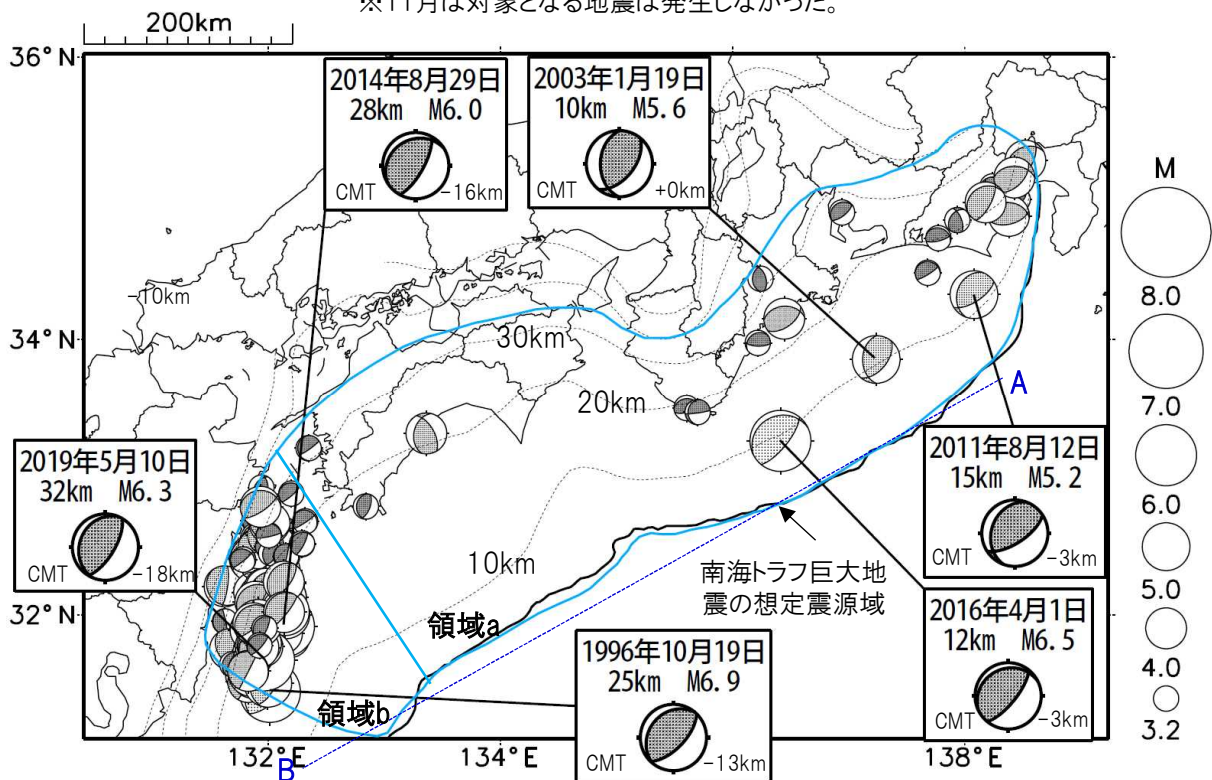 ※11月は対象となる地震は発生しなかった。
200km
36°N
2014年8月29日
28km M6.0
CMT
-16km
2003年1月19日
10km M5.6
CMT
+0km
M
8.0
7.0
6.0
5.0
4.0
3.2
-10km
34°N
30km
20km
10km
A
2019年5月10日
32km M6.3
CMT
-18km
2011年8月12日
15km M5.2
CMT
-3km
南海トラフ巨大地
震の想定震源域
32°N
領域a
領域b
1996年10月19日
25km M6.9
CMT
-13km
2016年4月1日
12km M6.5
CMT
-3km
132°E
B
134°E
138°E